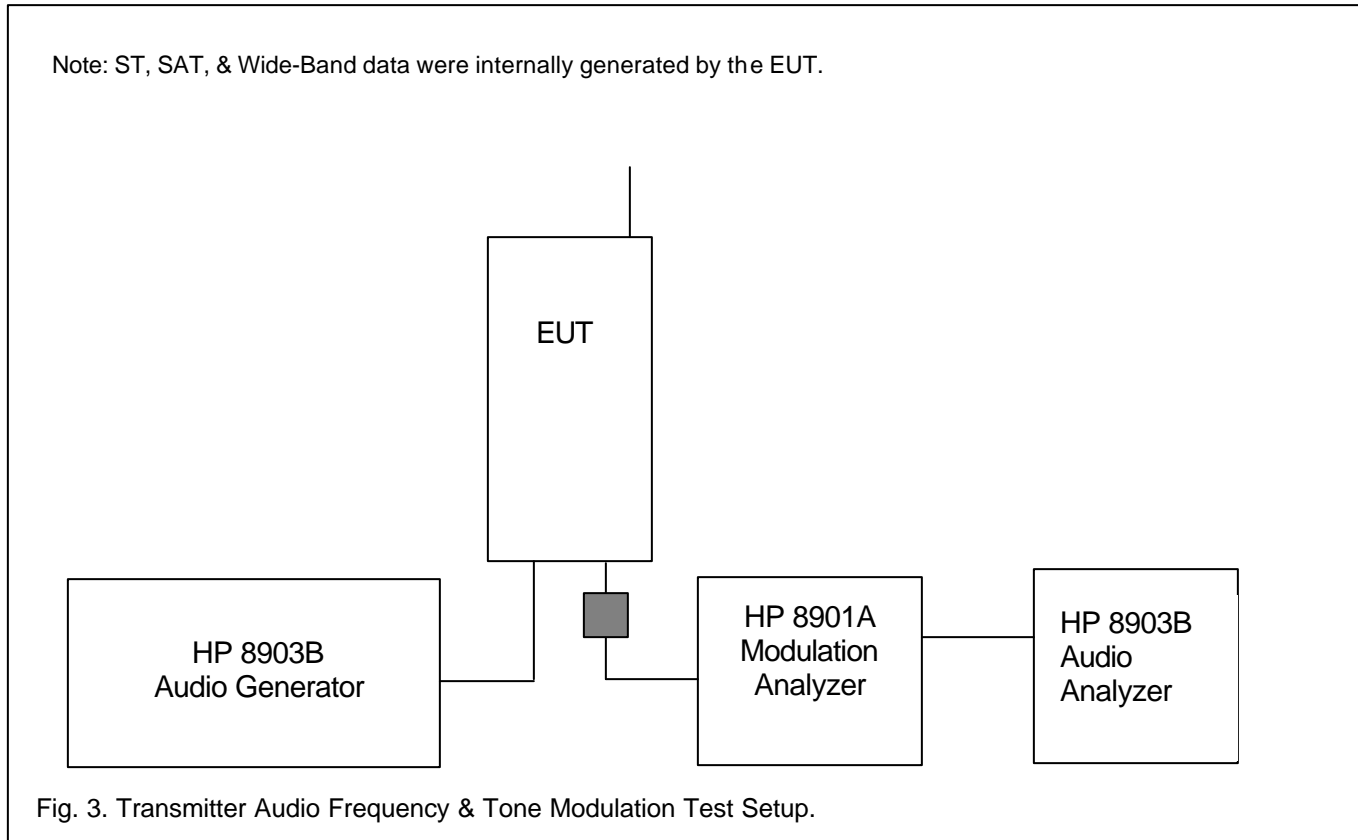 Note: ST, SAT, & Wide-Band data were internally generated by the EUT.
EUT
HP 8903B
Audio Generator
HP 8901A
Modulation
Analyzer
HP 8903B
Audio
Analyzer
Fig. 3. Transmitter Audio Frequency & Tone Modulation Test Setup.